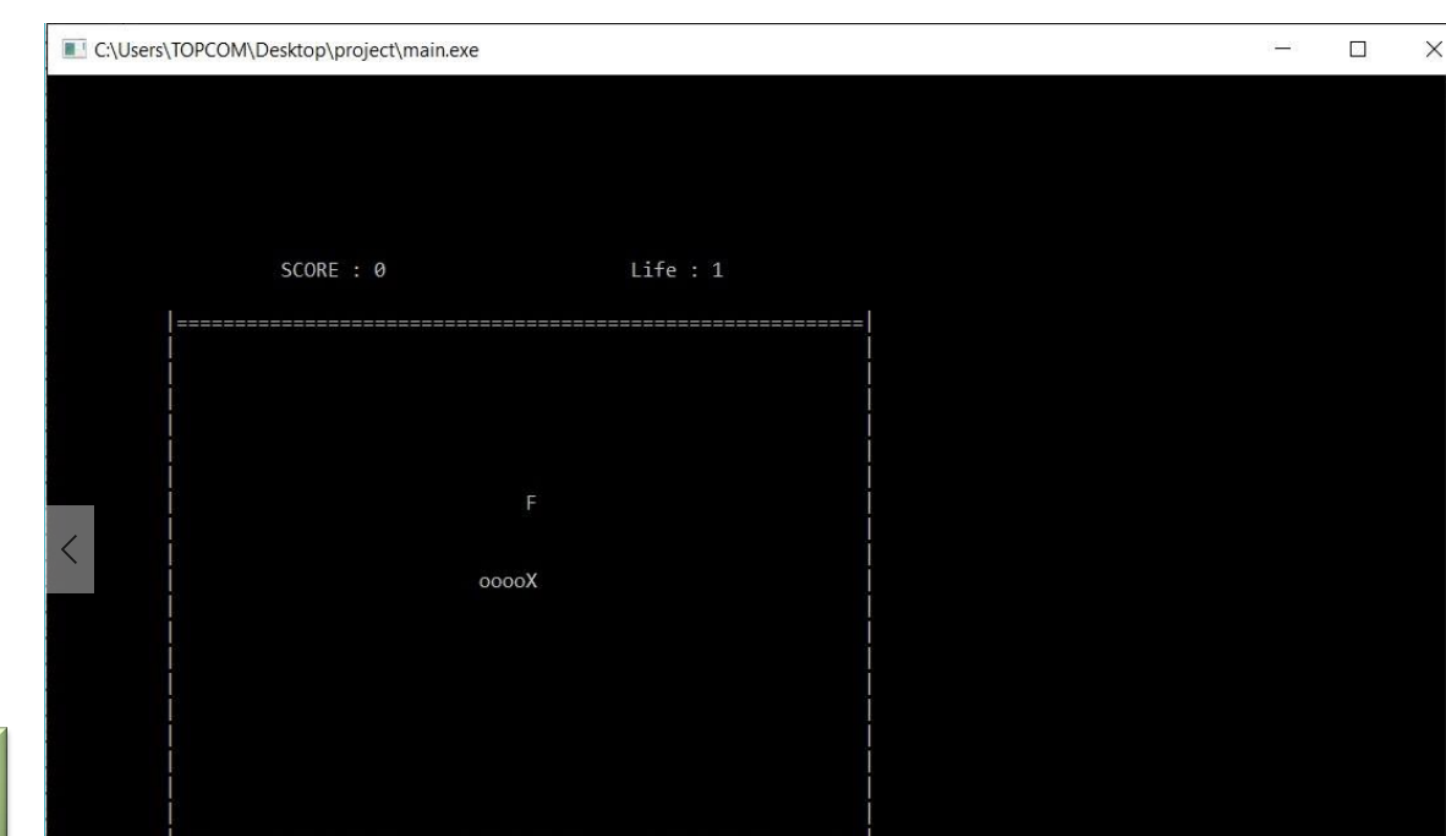 C:\Users\TOPCOM\Desktop\project\main.exe
SCORE : 0 Life : 1
|===========================================================|
F
ooooX